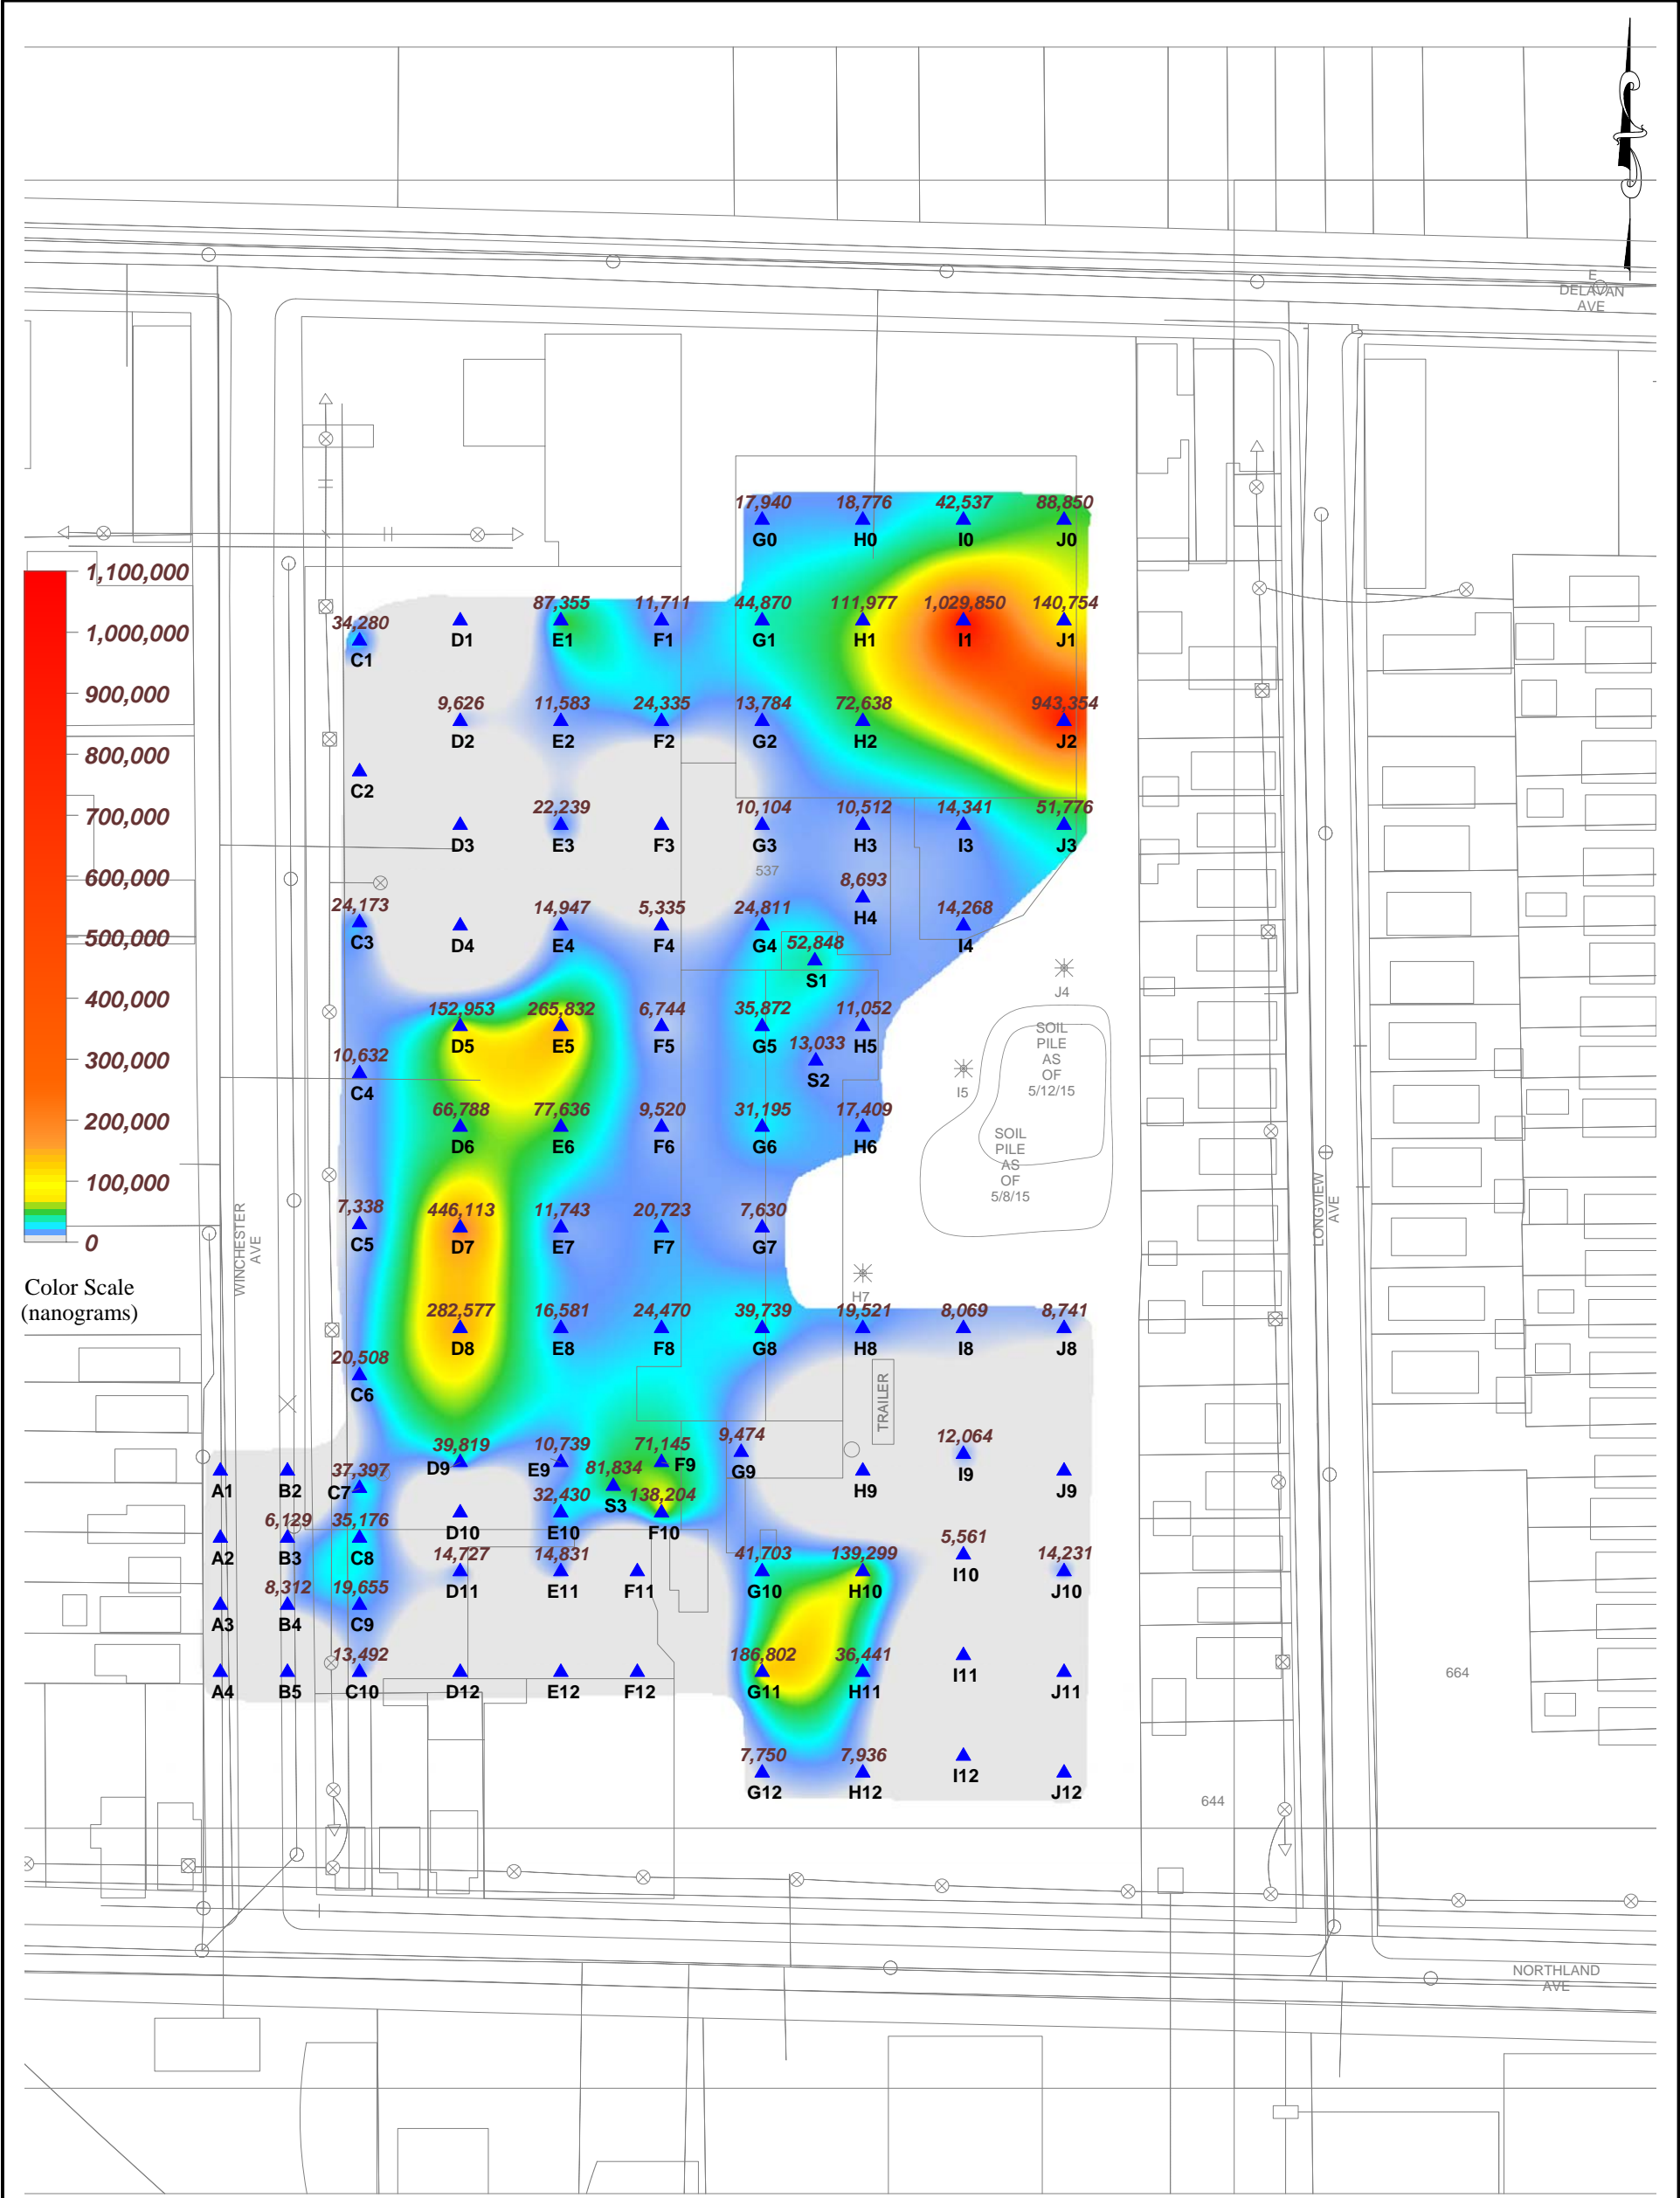 E
DELAVAN
AVE
17,940 18,776 42,537 88,850
G0 H0 I0 J0
1,100,000
1,000,000
900,000
800,000
700,000
600,000
500,000
400,000
300,000
200,000
100,000
0
Color Scale
(nanograms)
34,280 87,355 11,711 44,870 111,977 1,029,850 140,754
C1 D1 E1 F1 G1 H1 I1 J1
9,626 11,583 24,335 13,784 72,638 943,354
D2 E2 F2 G2 H2 J2
C2
22,239 10,104 10,512 14,341 51,776
D3 E3 F3 G3 H3 I3 J3
537
8,693
H4
24,173 14,947 5,335 24,811 14,268
C3 D4 E4 F4 G4 I4
52,848
S1
J4
152,953 265,832 6,744 35,872 11,052
D5 E5 F5 G5 H5
13,033
S2
10,632
C4
I5
SOIL
PILE
AS
OF
5/12/15
66,788 77,636 9,520 31,195 17,409
D6 E6 F6 G6 H6
SOIL
PILE
AS
OF
5/8/15
7,338 446,113 11,743 20,723 7,630
C5 D7 E7 F7 G7
WINCHESTER
AVE
LONGVIEW
AVE
H7
282,577 16,581 24,470 39,739 19,521 8,069 8,741
D8 E8 F8 G8 H8 I8 J8
20,508
C6
TRAILER
39,819 10,739 71,145 9,474 12,064
D9 E9 F9 G9 H9 I9 J9
A1 B2
37,397
C7
81,834
S3
32,430 138,204
D10 E10 F10
6,129 35,176
A2 B3 C8
14,727 14,831 41,703 139,299 5,561 14,231
D11 E11 F11 G10 H10 I10 J10
8,312 19,655
A3 B4 C9
13,492 186,802 36,441
A4 B5 C10 D12 E12 F12 G11 H11 I11 J11
664
7,750 7,936
G12 H12 I12 J12
644
NORTHLAND
AVE